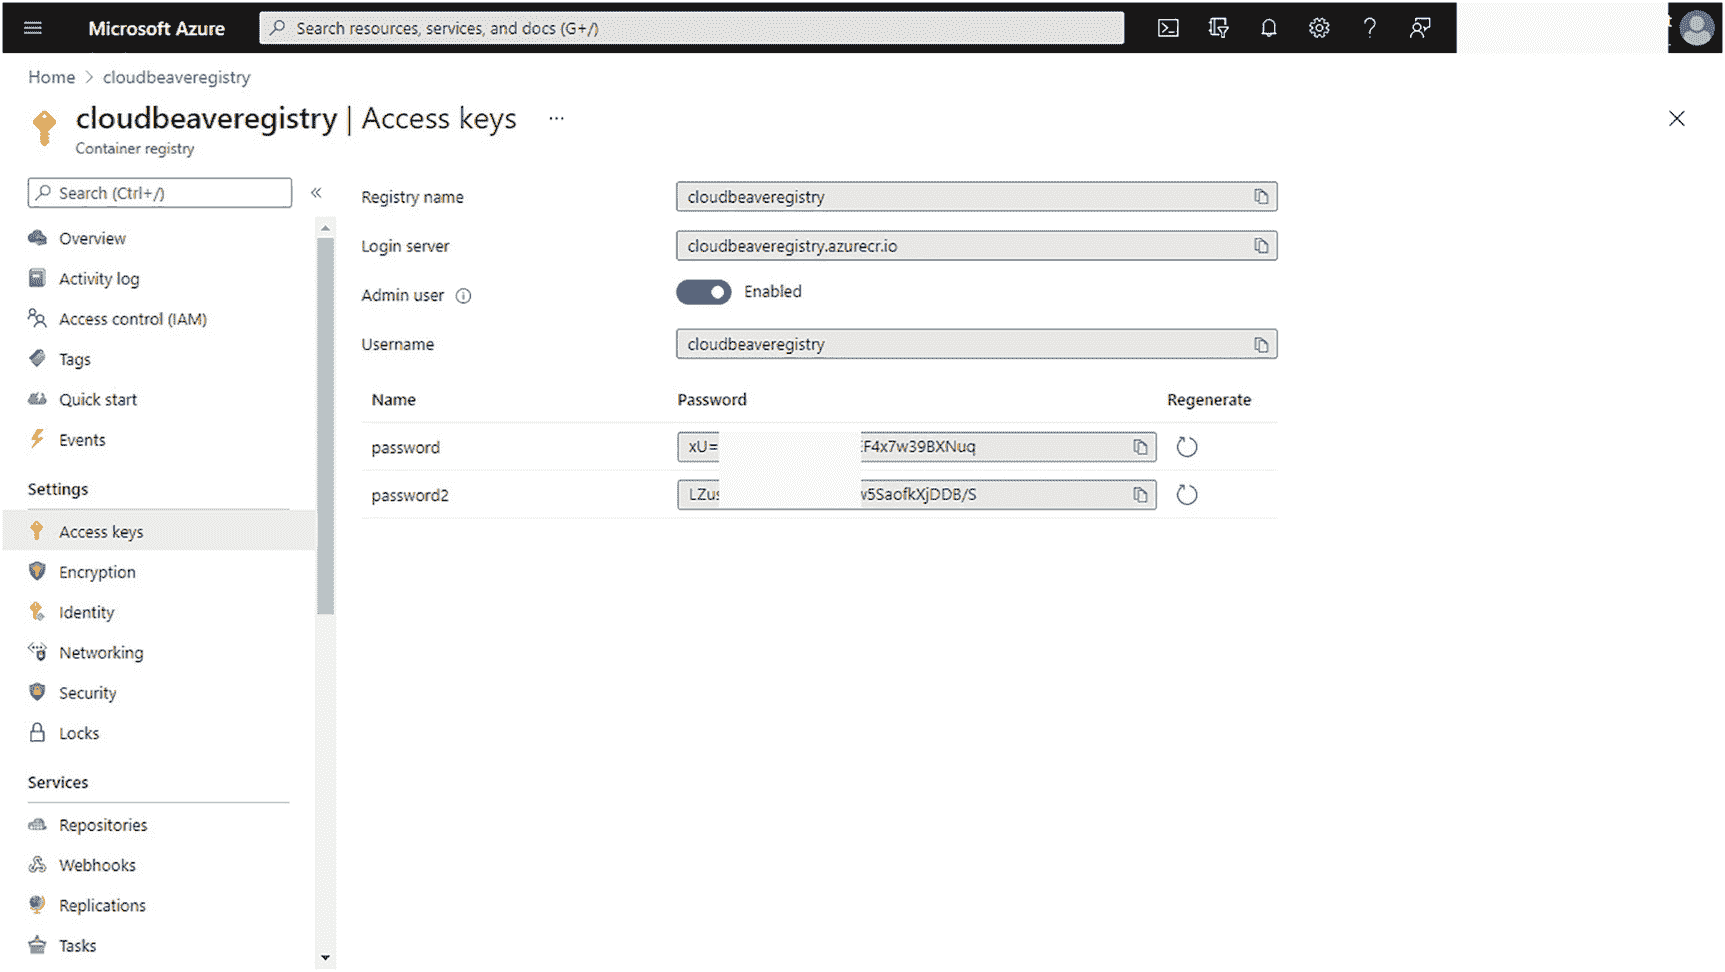 Microsoft Azure
Search resources, services, and docs (G+/)
Home > cloudbeaveregistry
cloudbeaveregistry | Access keys ...
Container registry
Search (Ctrl+/)
«
Overview
Activity log
Access control (IAM)
Tags
Quick start
Events
Settings
Access keys
Encryption
Identity
Networking
Security
Locks
Services
Repositories
Webhooks
Replications
Tasks
Registry name
cloudbeaveregistry
Login server
cloudbeaveregistry.azurecr.io
Admin user
Enabled
Username
cloudbeaveregistry
Name Password Regenerate
password xU= F4x7w39BXNuq
password2 LZu 5SaofkXjDDB/S